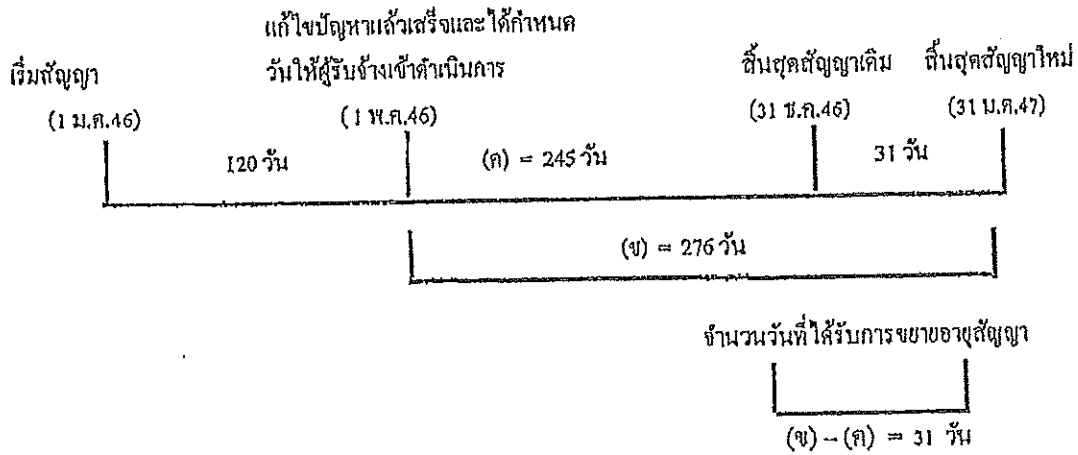 แก้ไขปัญหาแล้วเสร็จและได้กำหนด
วันให้ผู้รับจ้างเข้าดำเนินการ
เริ่มสัญญา
สิ้นสุดสัญญาเดิม
สิ้นสุดสัญญาใหม่
(1 ม.ค.46)
(1 พ.ค.46)
(31 ธ.ค.46)
(31 ม.ค.47)
120 วัน
(ค) = 245 วัน
31 วัน
(ข) = 276 วัน
จำนวนวันที่ได้รับการขยายอายุสัญญา
(ข) – (ค) = 31 วัน